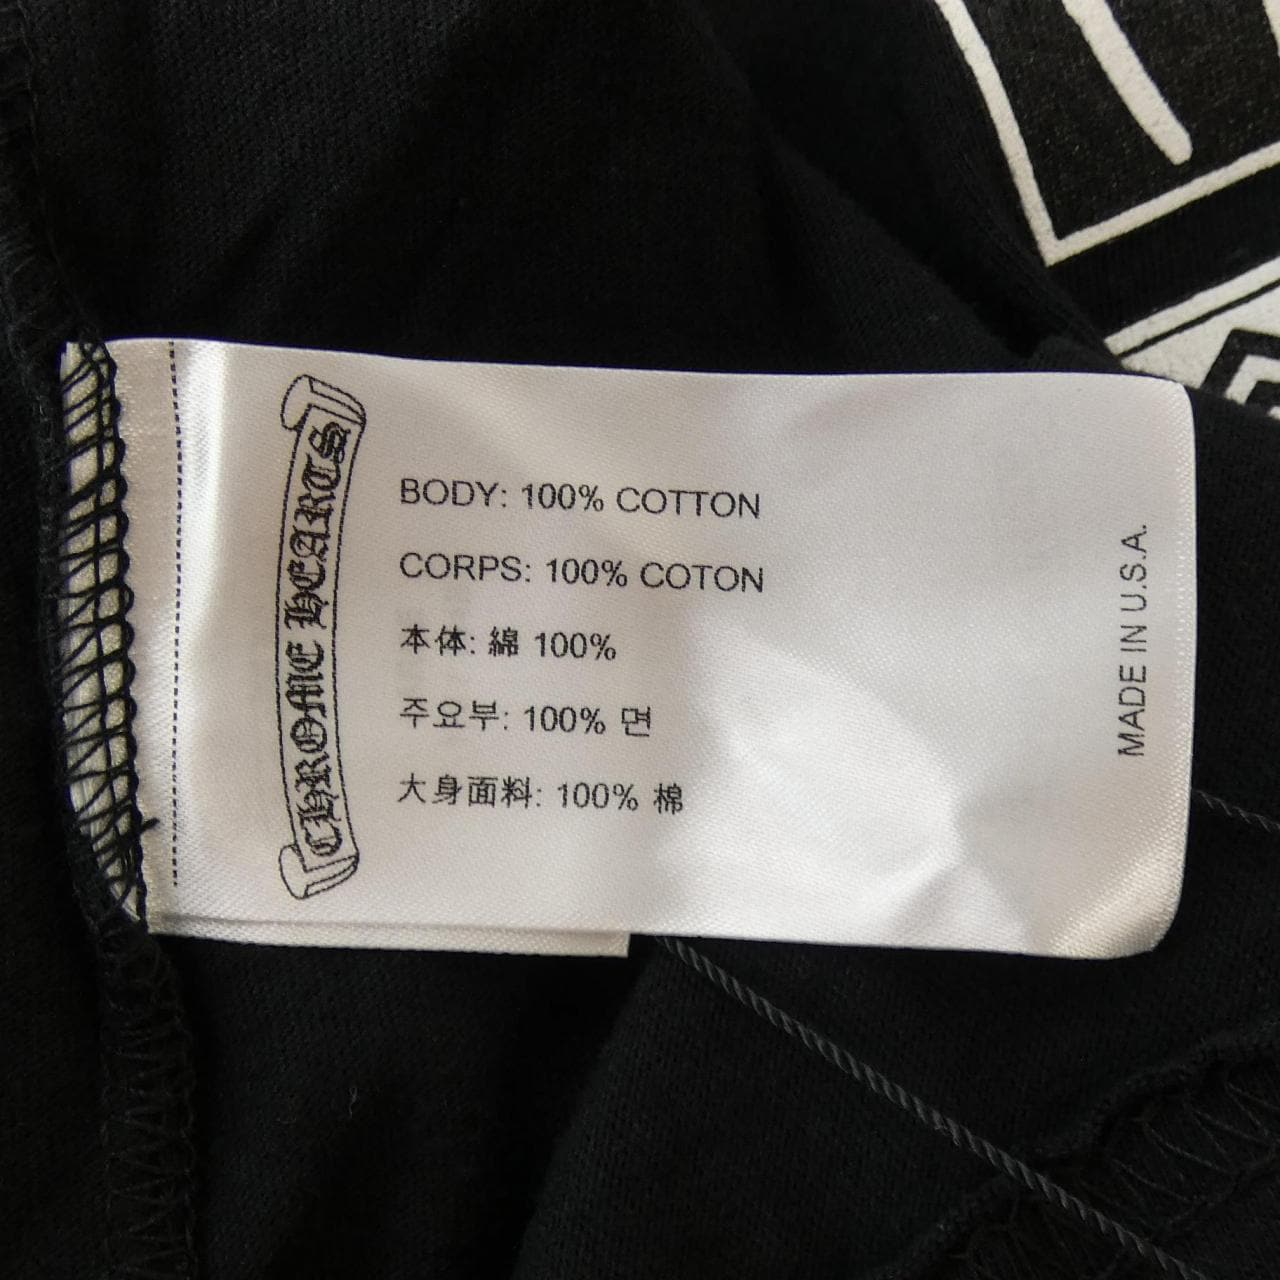 CHROME HEARTS
BODY: 100% COTTON
CORPS: 100% COTON
本体: 綿 100%
주요부: 100% 면
大身面料: 100% 棉
MADE IN U.S.A.